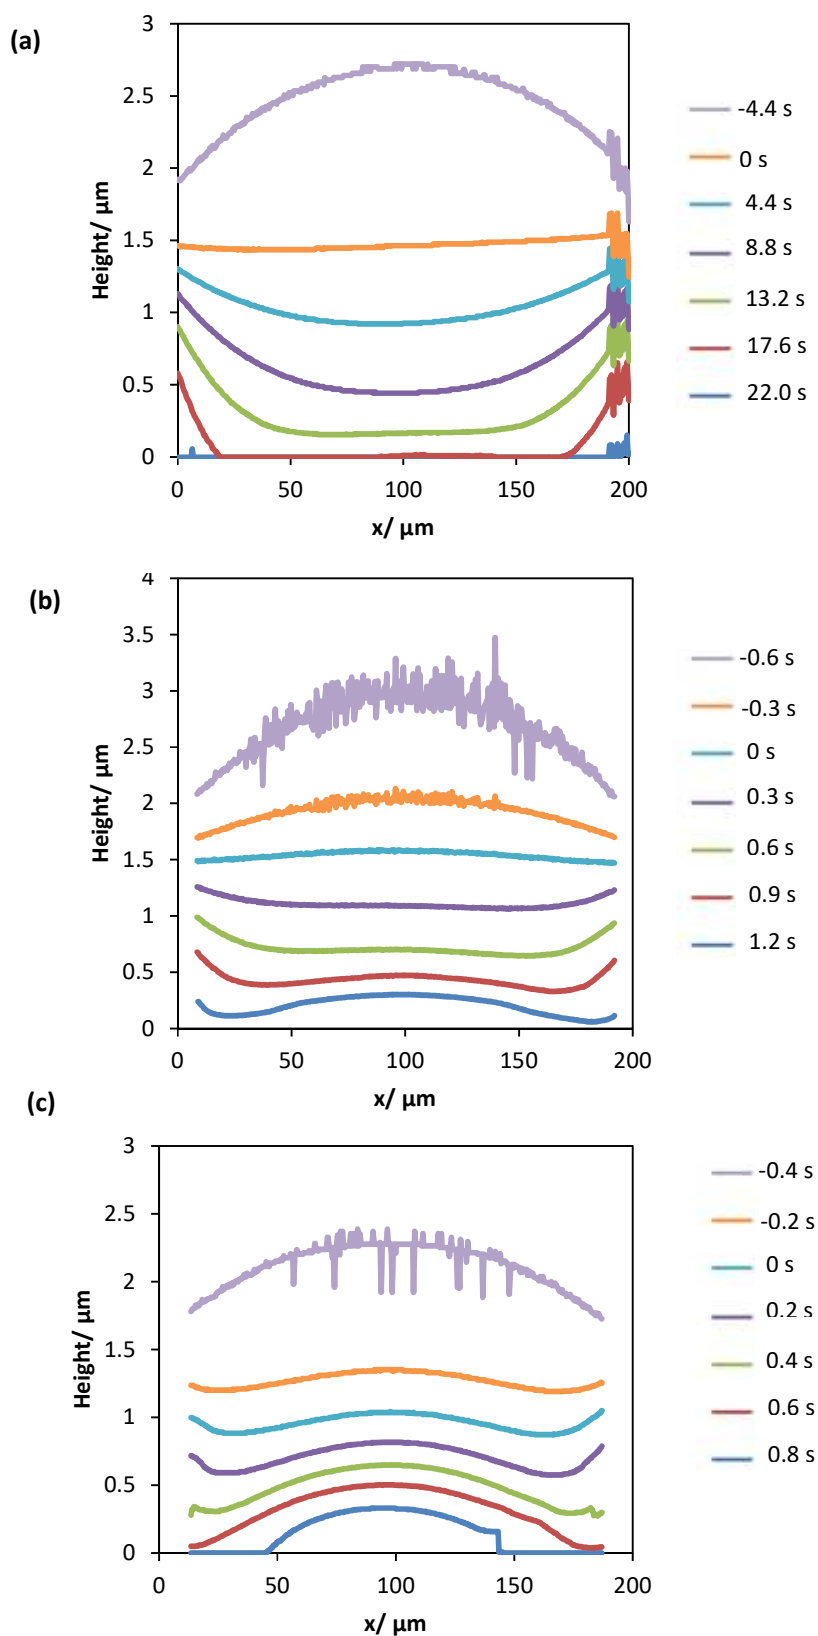 (a)
3
2.5
2
1.5
1
0.5
0
Height/ μm
0 50 100 150 200
x/ μm
-4.4 s
0 s
4.4 s
8.8 s
13.2 s
17.6 s
22.0 s
(b)
4
3.5
3
2.5
2
1.5
1
0.5
0
Height/ μm
0 50 100 150 200
x/ μm
-0.6 s
-0.3 s
0 s
0.3 s
0.6 s
0.9 s
1.2 s
(c)
3
2.5
2
1.5
1
0.5
0
Height/ μm
0 50 100 150 200
x/ μm
-0.4 s
-0.2 s
0 s
0.2 s
0.4 s
0.6 s
0.8 s